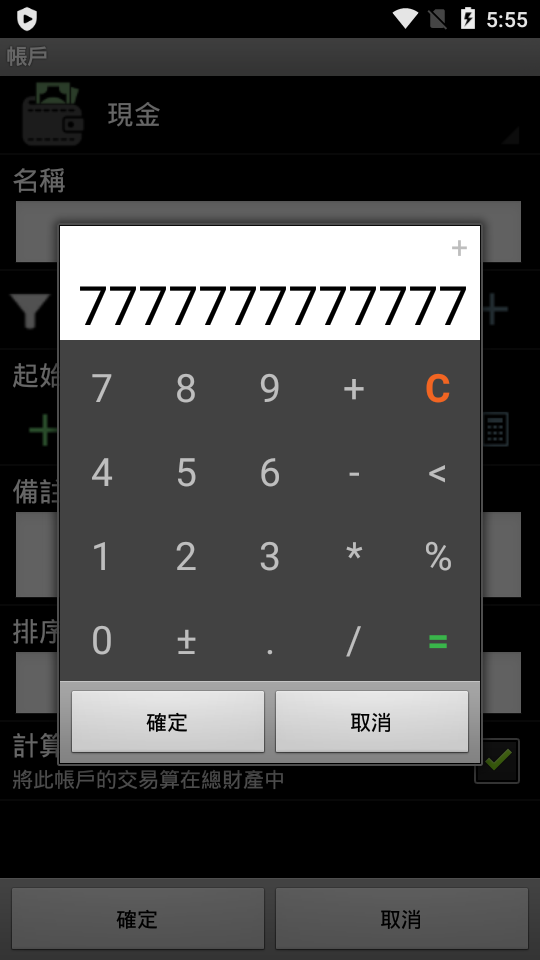 5:55
帳戶
現金
名稱
+
7777777777777
起始
7 8 9 + C
4 5 6 - <
備註
1 2 3 * %
排序
0 ± . / =
確定 取消
計算
將此帳戶的交易算在總財產中
確定 取消